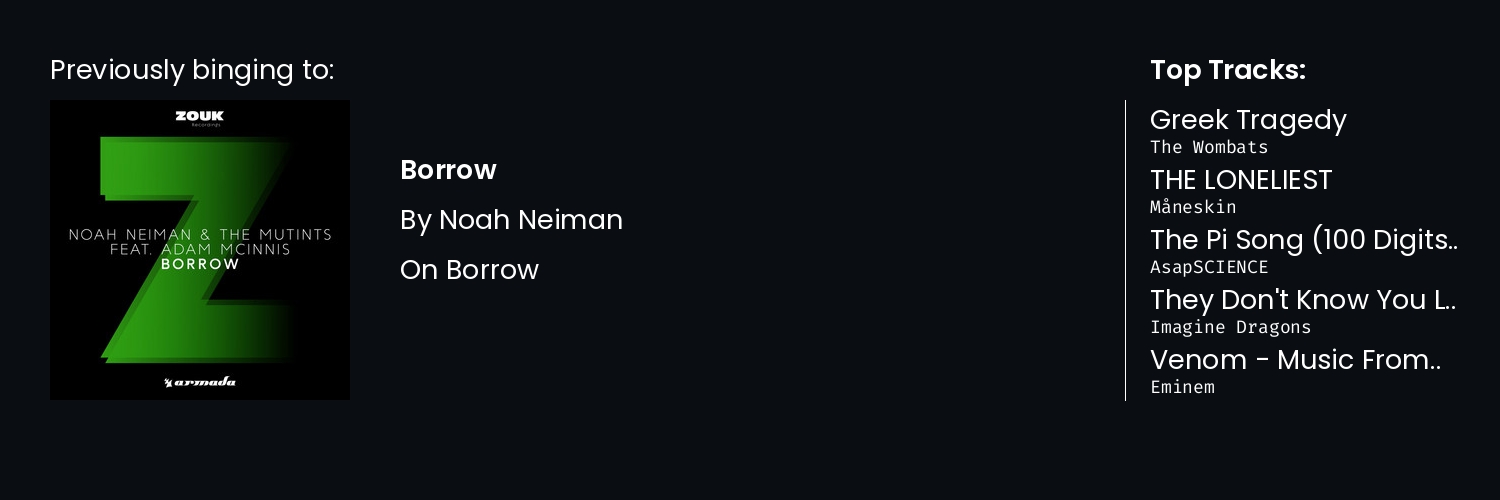 Previously binging to:
ZOUK
Recordings
NOAH NEIMAN & THE MUTINTS
FEAT. ADAM MCINNIS
BORROW
armada
Borrow
By Noah Neiman
On Borrow
Top Tracks:
Greek Tragedy
The Wombats
THE LONELIEST
Måneskin
The Pi Song (100 Digits..
AsapSCIENCE
They Don't Know You L..
Imagine Dragons
Venom - Music From..
Eminem